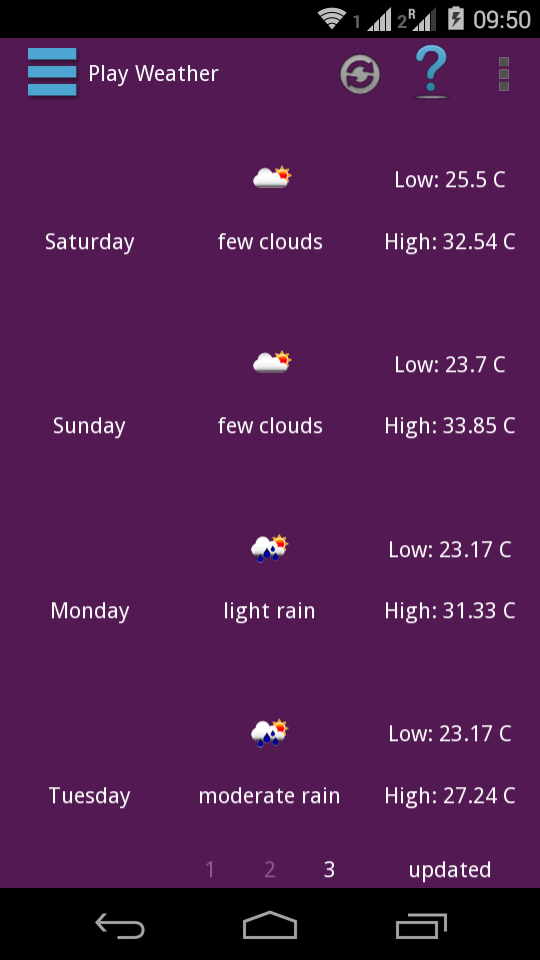 1 2 R 09:50
Play Weather
Low: 25.5 C
Saturday few clouds High: 32.54 C
Low: 23.7 C
Sunday few clouds High: 33.85 C
Low: 23.17 C
Monday light rain High: 31.33 C
Low: 23.17 C
Tuesday moderate rain High: 27.24 C
1 2 3 updated